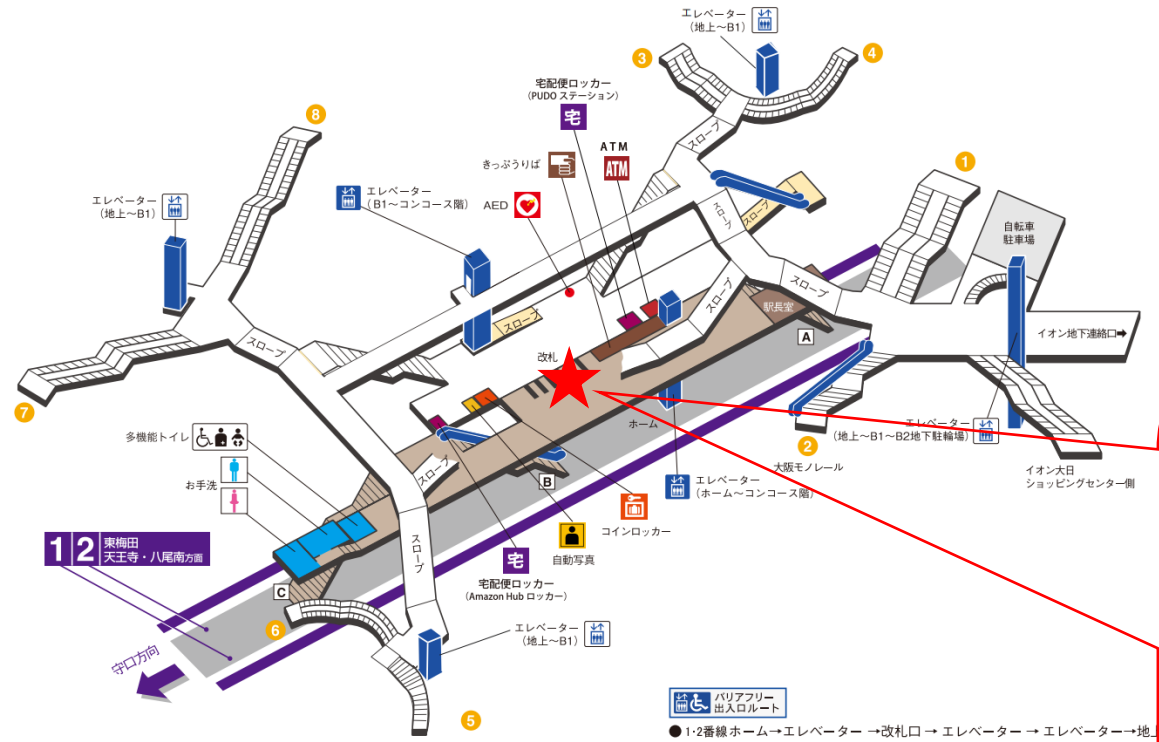 エレベーター
（地上～B1）
3
4
宅配便ロッカー
（PUDO ステーション）
宅
8
スロープ
ATM
ATM
きっぷうりば
1
エレベーター
（B1～コンコース階）
AED
エレベーター
（地上～B1）
スロープ
スロープ
自転車
駐車場
スロープ
スロープ
駅長室
スロープ
A
イオン地下連絡口➡
スロープ
改札
7
ホーム
2
エレベーター
（地上～B1～B2地下駐輪場）
大阪モノレール
イオン大日
ショッピングセンター側
多機能トイレ
お手洗
スロープ
B
エレベーター
（ホーム～コンコース階）
コインロッカー
自動写真
宅
宅配便ロッカー
（Amazon Hub ロッカー）
スロープ
1 2 東梅田
天王寺・八尾南方面
C
6
エレベーター
（地上～B1）
守口方向
5
バリアフリー
出入口ルート
● 1･2番線 ホーム→エレベーター →改札口 → エレベーター → エレベーター→地上